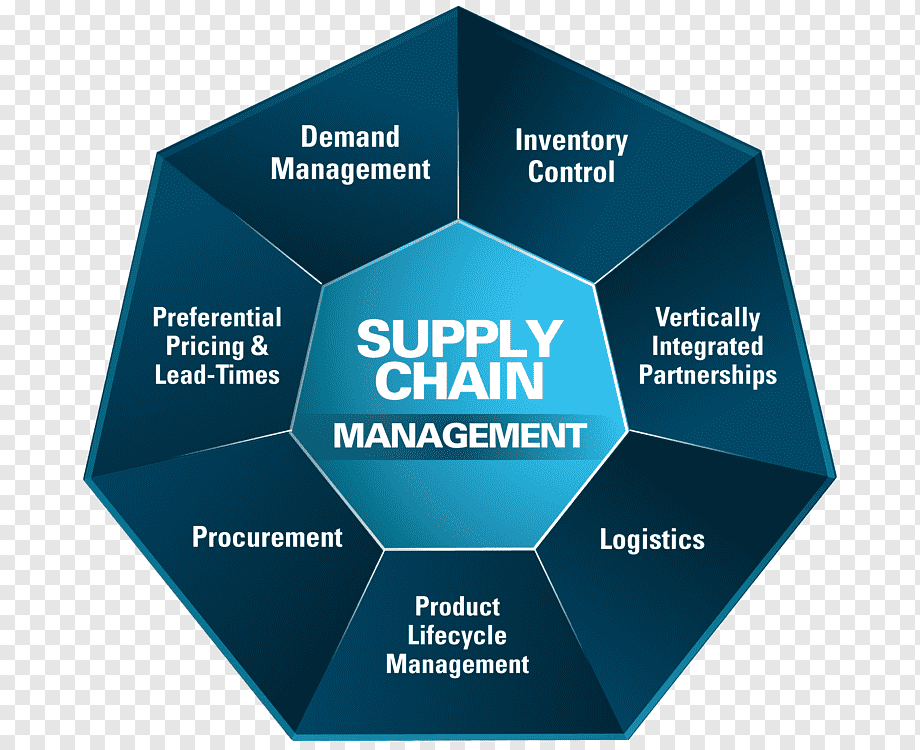 SUPPLY
CHAIN
MANAGEMENT
Demand
Management
Inventory
Control
Vertically
Integrated
Partnerships
Logistics
Product
Lifecycle
Management
Procurement
Preferential
Pricing &
Lead-Times